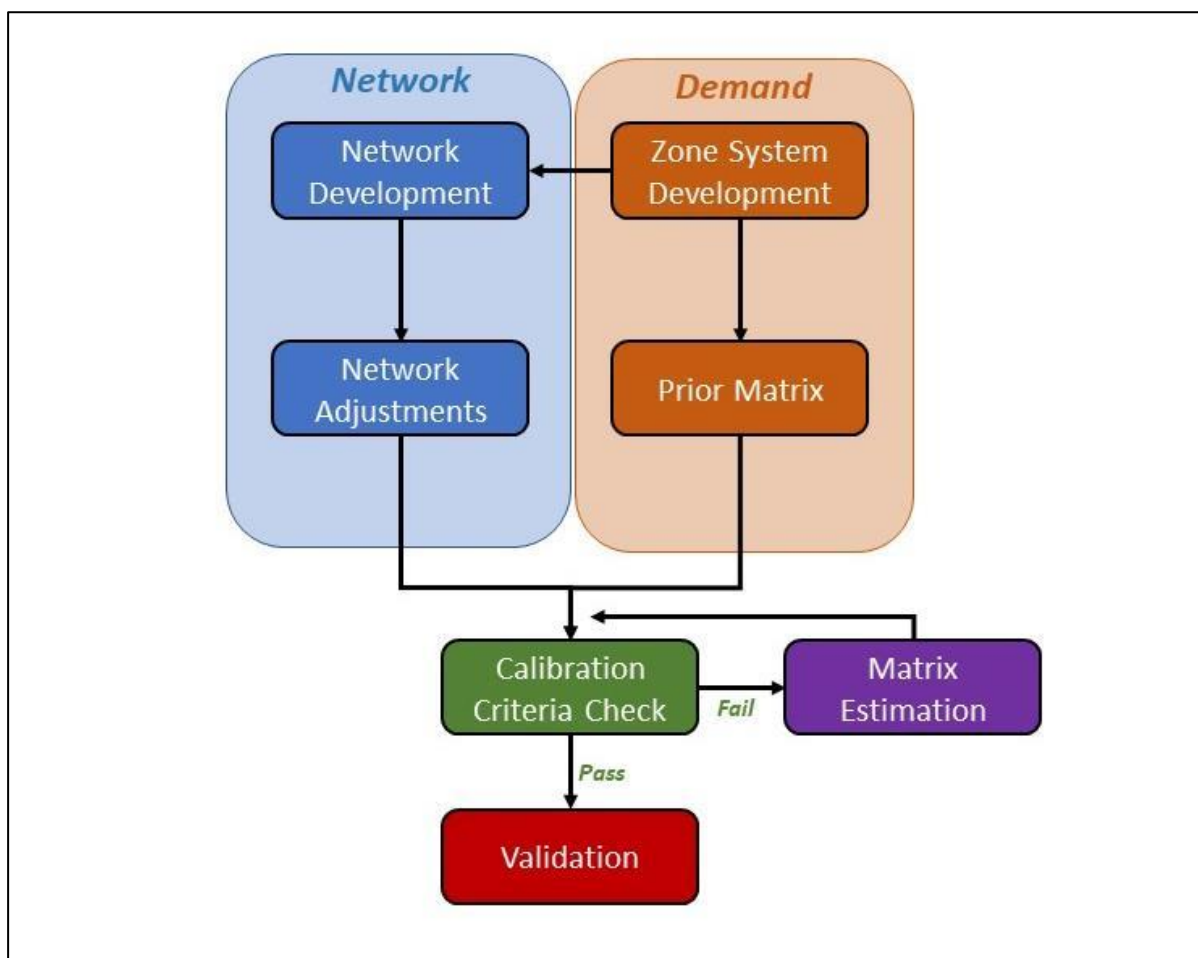 Network
Demand
Network
Development
Zone System
Development
Network
Adjustments
Prior Matrix
Calibration
Criteria Check
Fail
Matrix
Estimation
Pass
Validation